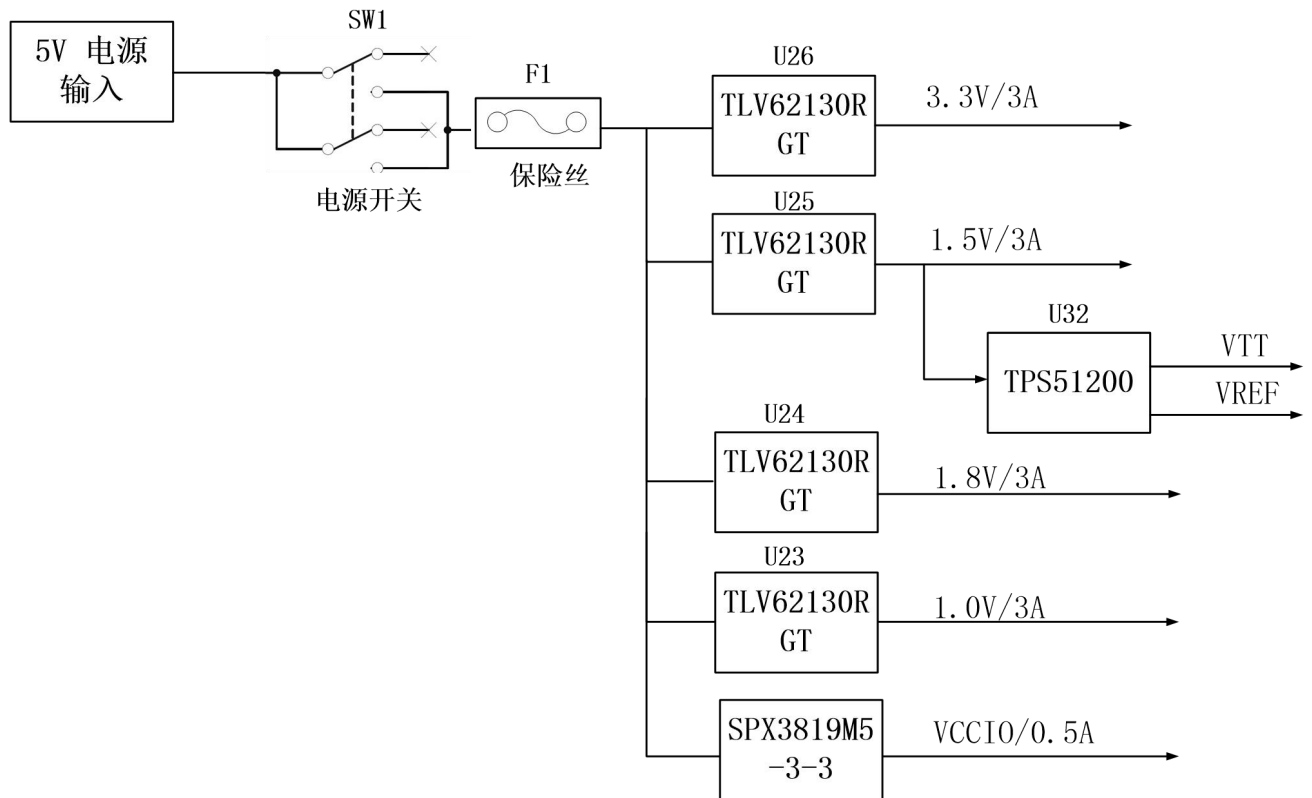 5V 电源
输入
SW1
电源开关
F1
保险丝
U26
TLV62130R
GT
3.3V/3A
U25
TLV62130R
GT
1.5V/3A
U32
TPS51200
VTT
VREF
U24
TLV62130R
GT
1.8V/3A
U23
TLV62130R
GT
1.0V/3A
SPX3819M5
-3-3
VCCIO/0.5A